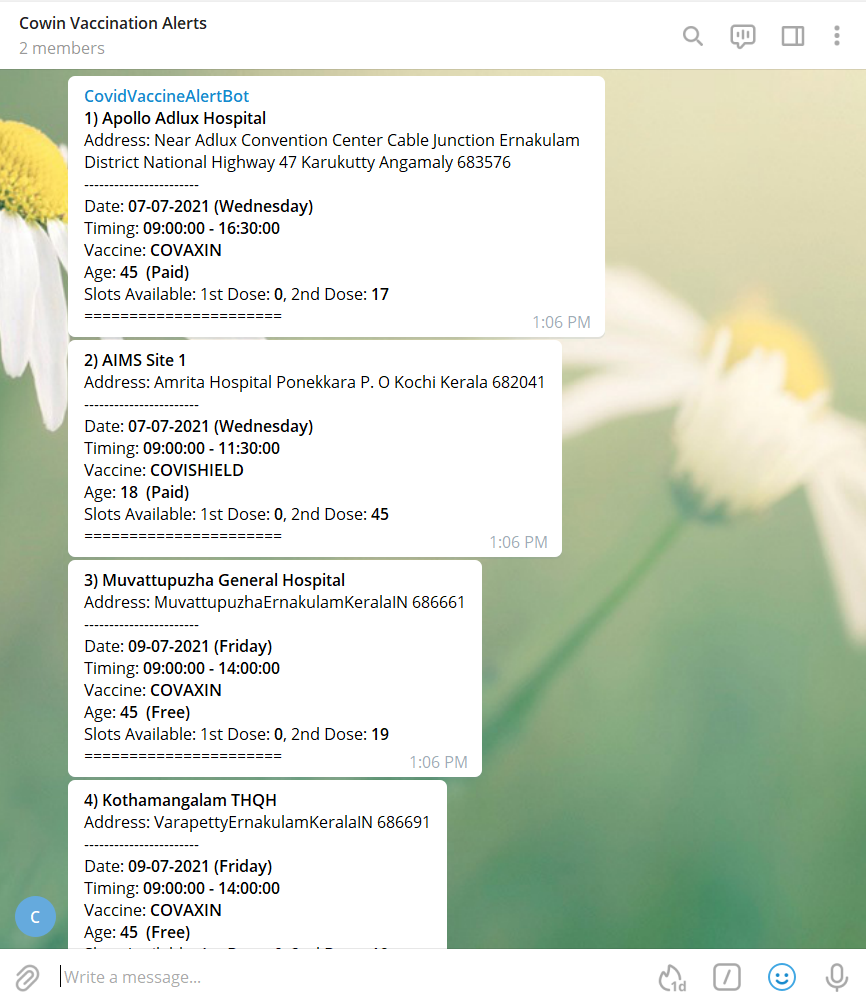 Cowin Vaccination Alerts
2 members
CovidVaccineAlertBot
1) Apollo Adlux Hospital
Address: Near Adlux Convention Center Cable Junction Ernakulam
District National Highway 47 Karukutty Angamaly 683576
-----------------------
Date: 07-07-2021 (Wednesday)
Timing: 09:00:00 - 16:30:00
Vaccine: COVAXIN
Age: 45 (Paid)
Slots Available: 1st Dose: 0, 2nd Dose: 17
======================
1:06 PM
2) AIMS Site 1
Address: Amrita Hospital Ponekkara P. O Kochi Kerala 682041
-----------------------
Date: 07-07-2021 (Wednesday)
Timing: 09:00:00 - 11:30:00
Vaccine: COVISHIELD
Age: 18 (Paid)
Slots Available: 1st Dose: 0, 2nd Dose: 45
======================
1:06 PM
3) Muvattupuzha General Hospital
Address: MuvattupuzhaErnakulamKeralaIN 686661
-----------------------
Date: 09-07-2021 (Friday)
Timing: 09:00:00 - 14:00:00
Vaccine: COVAXIN
Age: 45 (Free)
Slots Available: 1st Dose: 0, 2nd Dose: 19
======================
1:06 PM
4) Kothamangalam THQH
Address: VarapettyErnakulamKeralaIN 686691
-----------------------
Date: 09-07-2021 (Friday)
Timing: 09:00:00 - 14:00:00
Vaccine: COVAXIN
C
Age: 45 (Free)
Write a message...
1d
/